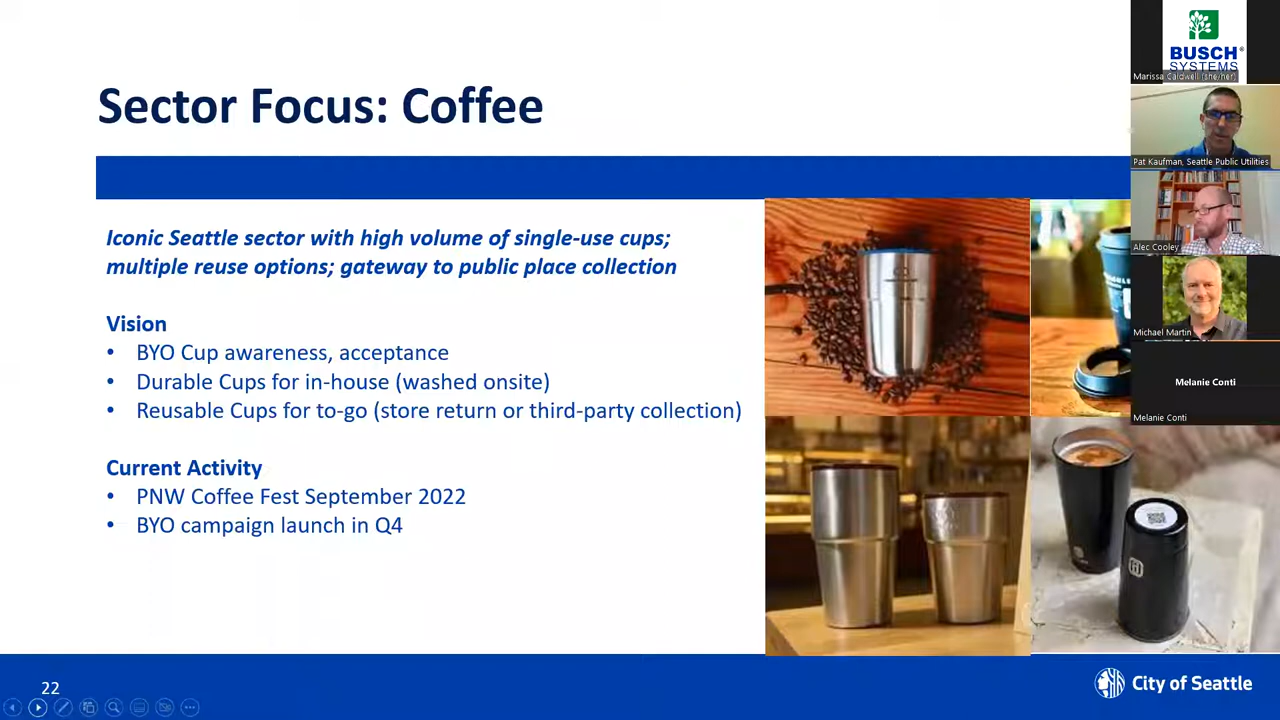 Sector Focus: Coffee
Iconic Seattle sector with high volume of single-use cups;
multiple reuse options; gateway to public place collection
Vision
• BYO Cup awareness, acceptance
• Durable Cups for in-house (washed onsite)
• Reusable Cups for to-go (store return or third-party collection)
Current Activity
• PNW Coffee Fest September 2022
• BYO campaign launch in Q4
22
City of Seattle
BUSCH
SYSTEMS
Marissa Caldwell (she/her)
Pat Kaufman, Seattle Public Utilities
Alec Cooley
Michael Martin
Melanie Conti
Melanie Conti